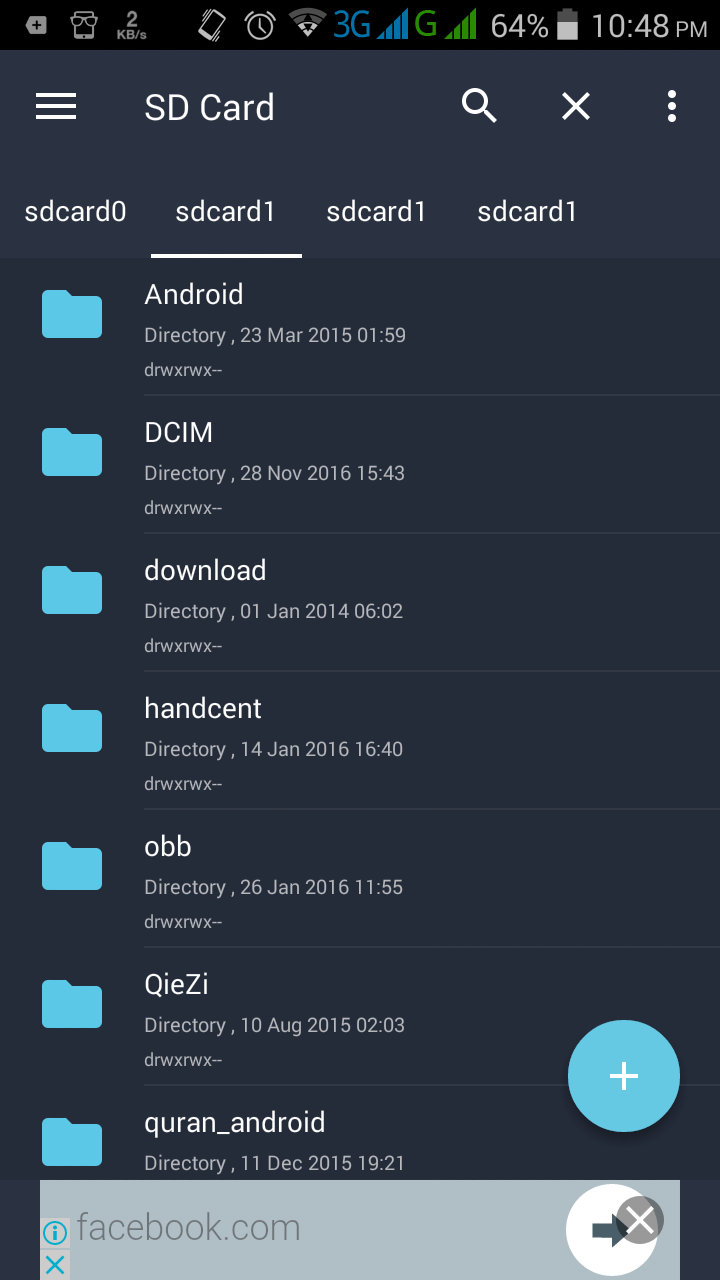 2
KB/s
3G G 64% 10:48 PM
SD Card
sdcard0 sdcard1 sdcard1 sdcard1
Android
Directory , 23 Mar 2015 01:59
drwxrwx--
DCIM
Directory , 28 Nov 2016 15:43
drwxrwx--
download
Directory , 01 Jan 2014 06:02
drwxrwx--
handcent
Directory , 14 Jan 2016 16:40
drwxrwx--
obb
Directory , 26 Jan 2016 11:55
drwxrwx--
QieZi
Directory , 10 Aug 2015 02:03
drwxrwx--
quran_android
Directory , 11 Dec 2015 19:21
facebook.com